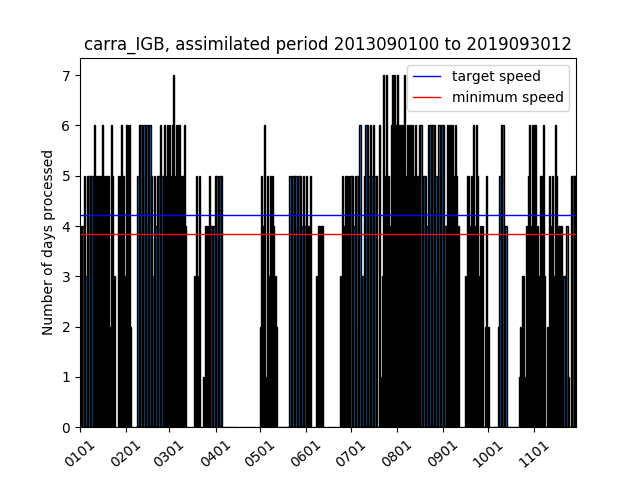 carra_IGB, assimilated period 2013090100 to 2019093012
target speed
minimum speed
Number of days processed
7
6
5
4
3
2
1
0
0101 0201 0301 0401 0501 0601 0701 0801 0901 1001 1101